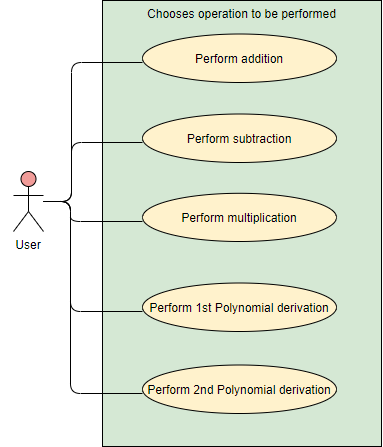 Chooses operation to be performed
Perform addition
Perform subtraction
Perform multiplication
User
Perform 1st Polynomial derivation
Perform 2nd Polynomial derivation